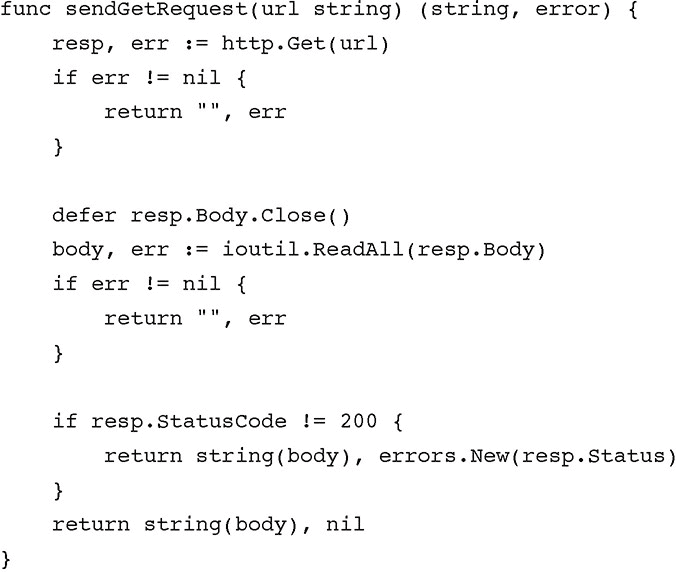 func sendGetRequest(url string) (string, error) {
    resp, err := http.Get(url)
    if err != nil {
        return "", err
    }

    defer resp.Body.Close()
    body, err := ioutil.ReadAll(resp.Body)
    if err != nil {
        return "", err
    }

    if resp.StatusCode != 200 {
        return string(body), errors.New(resp.Status)
    }
    return string(body), nil
}